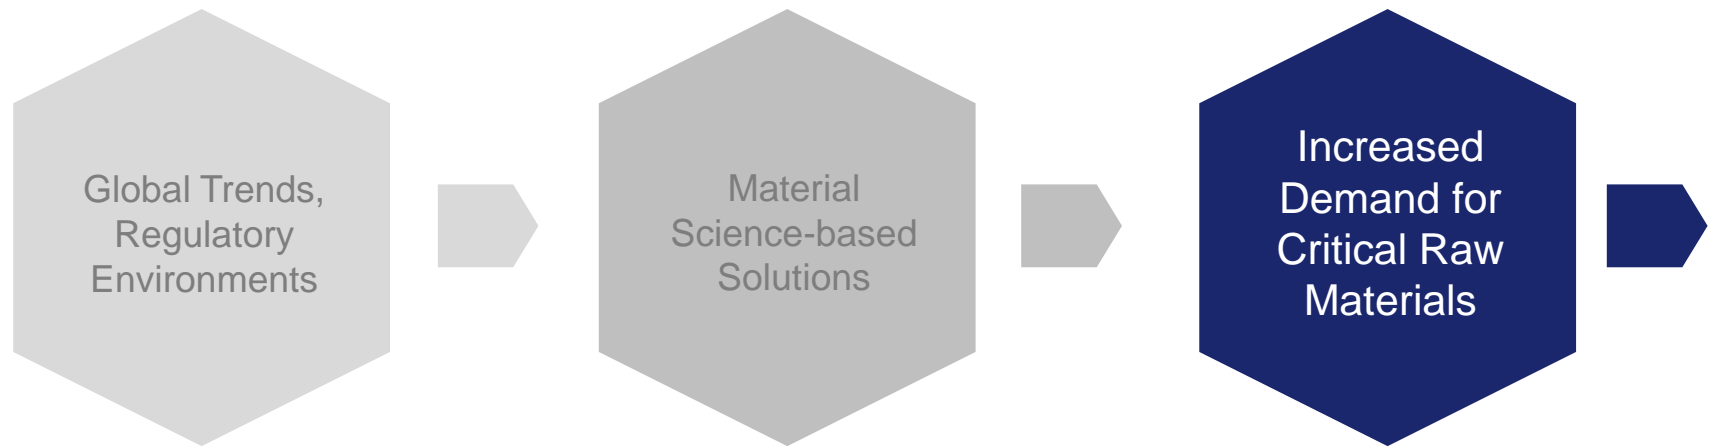 Global Trends,
Regulatory
Environments
Material
Science-based
Solutions
Increased
Demand for
Critical Raw
Materials